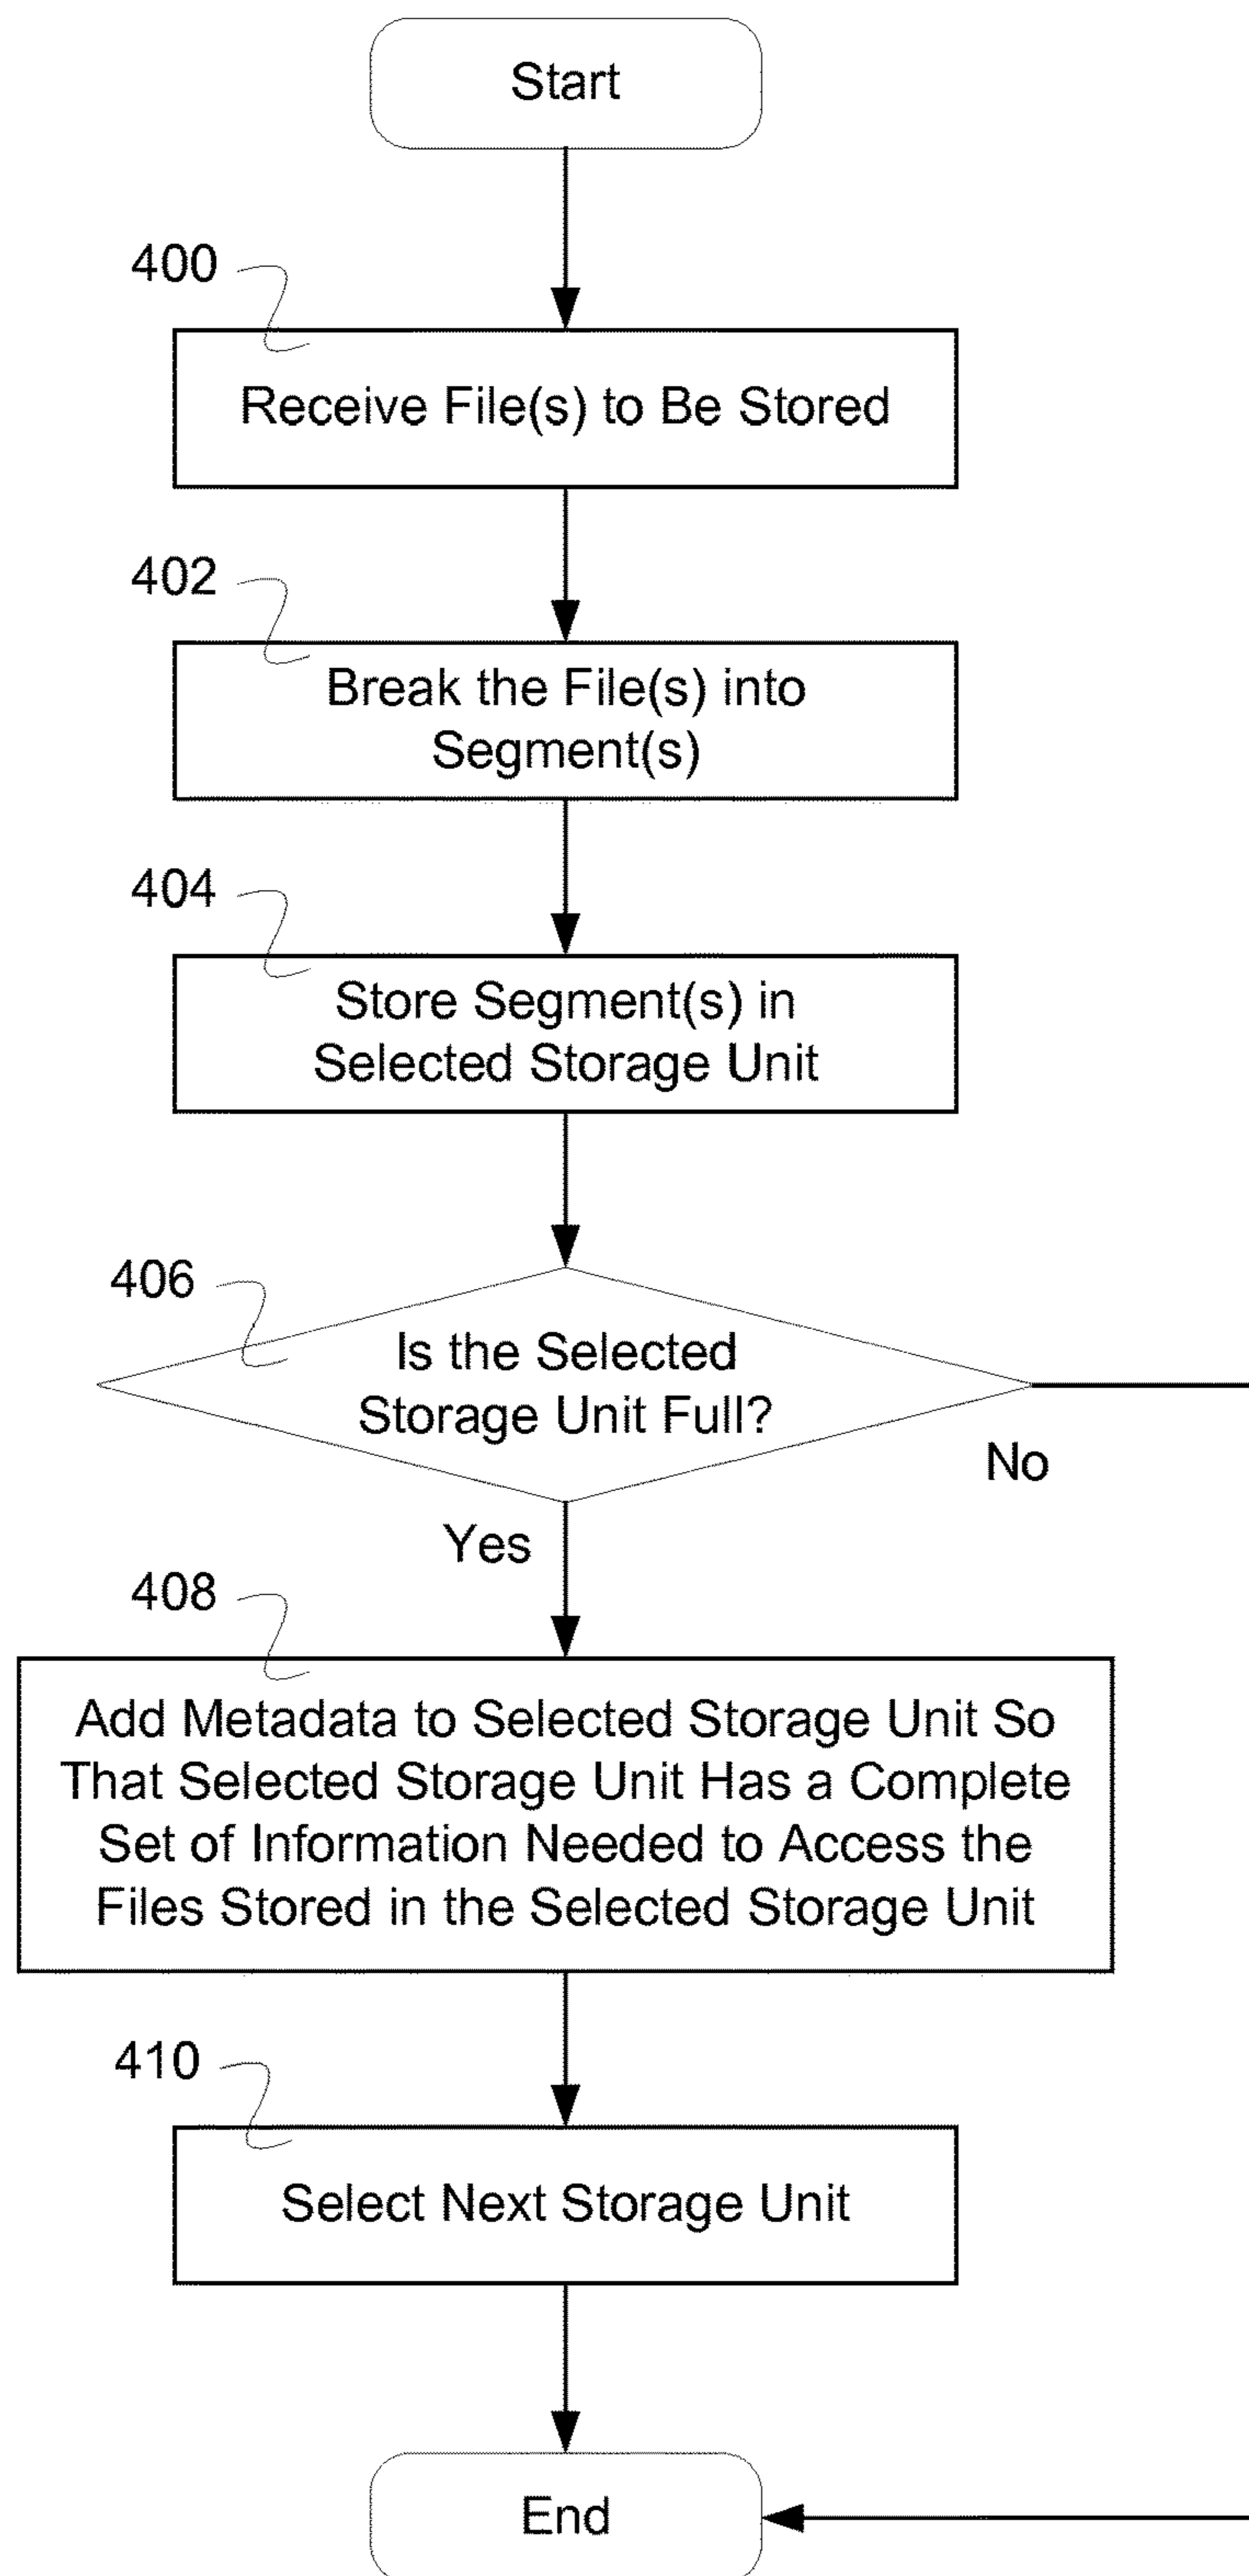 Start
400
Receive File(s) to Be Stored
402
Break the File(s) into
Segment(s)
404
Store Segment(s) in
Selected Storage Unit
406
Is the Selected
Storage Unit Full?
No
Yes
408
Add Metadata to Selected Storage Unit So
That Selected Storage Unit Has a Complete
Set of Information Needed to Access the
Files Stored in the Selected Storage Unit
410
Select Next Storage Unit
End